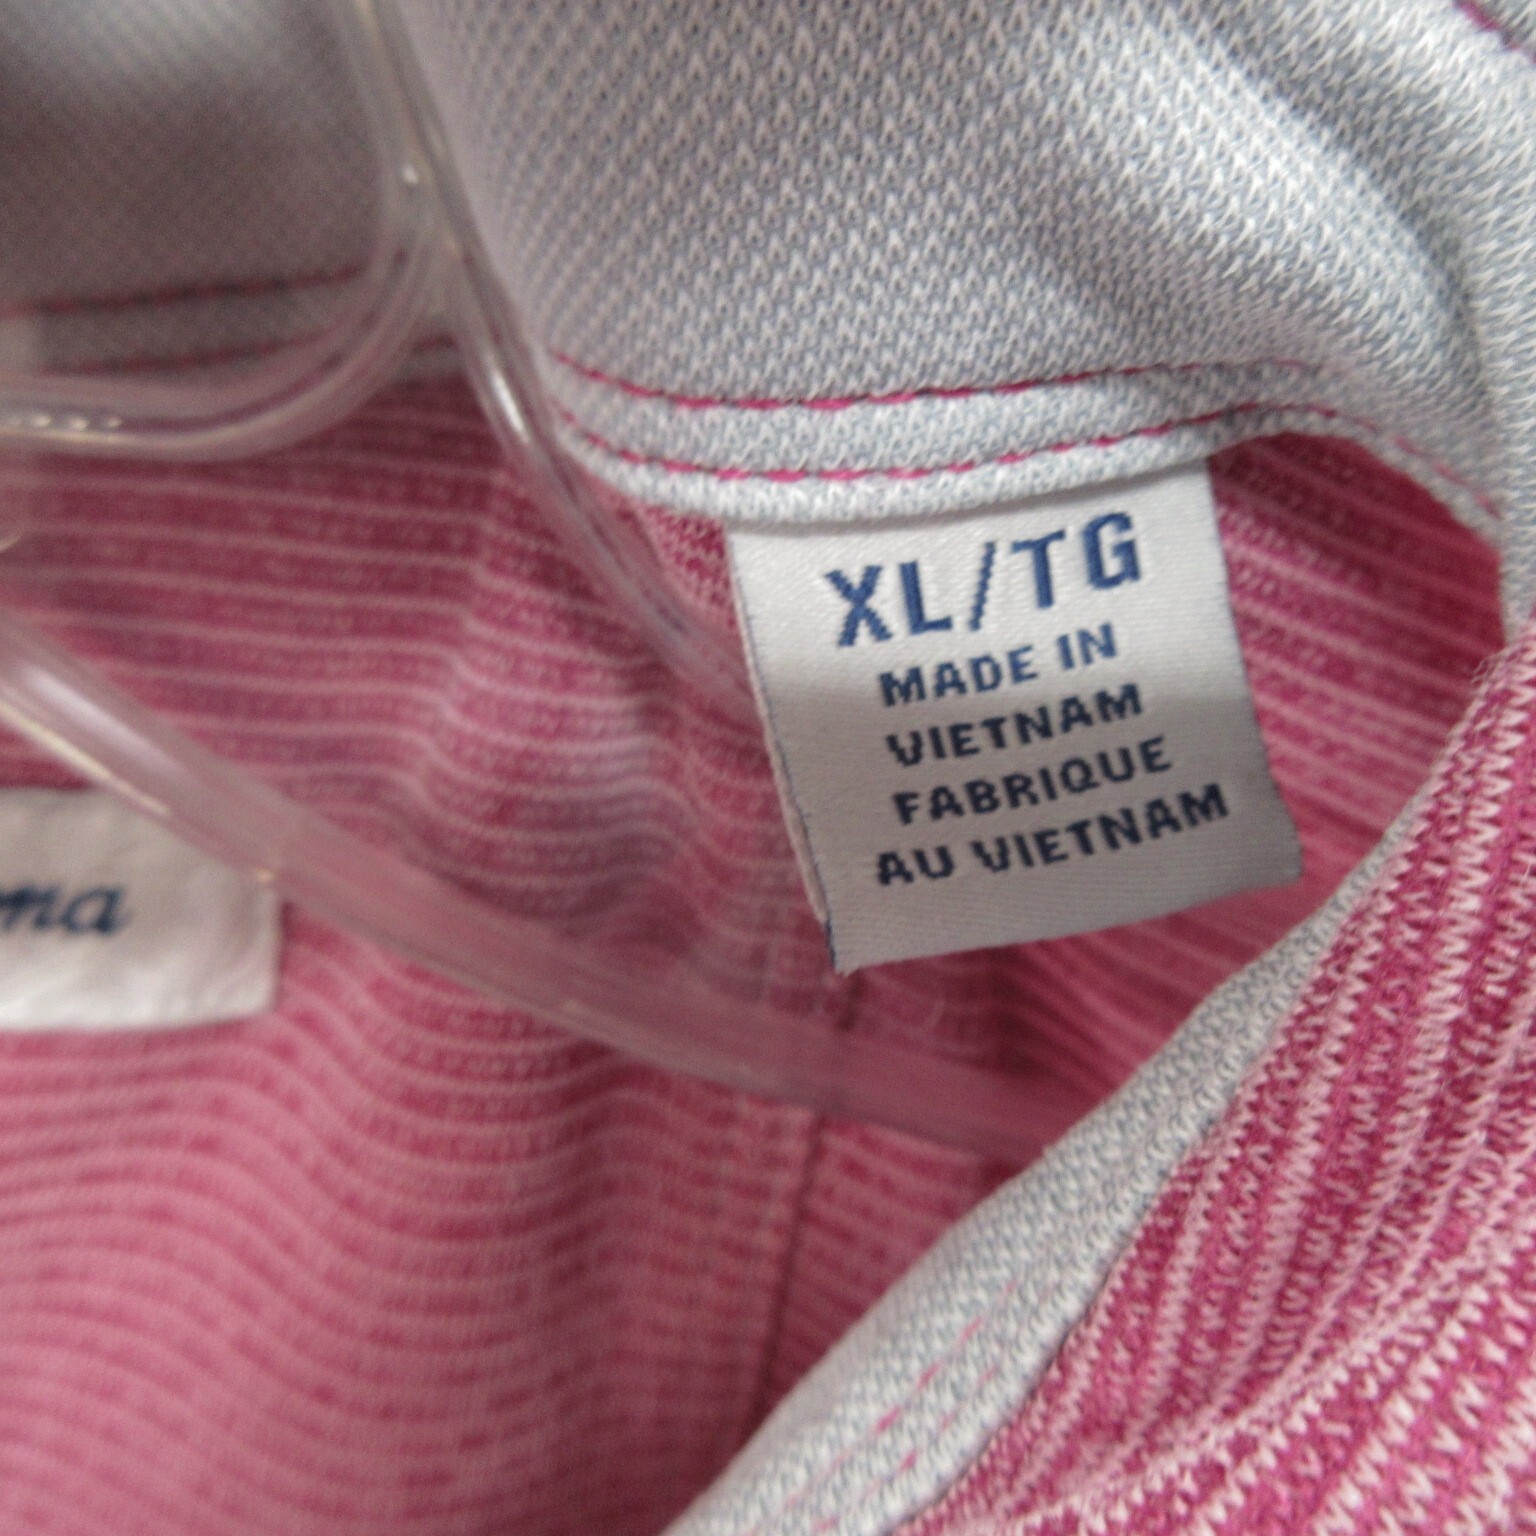 XL/TG
MADE IN
VIETNAM
FABRIQUE
AU VIETNAM